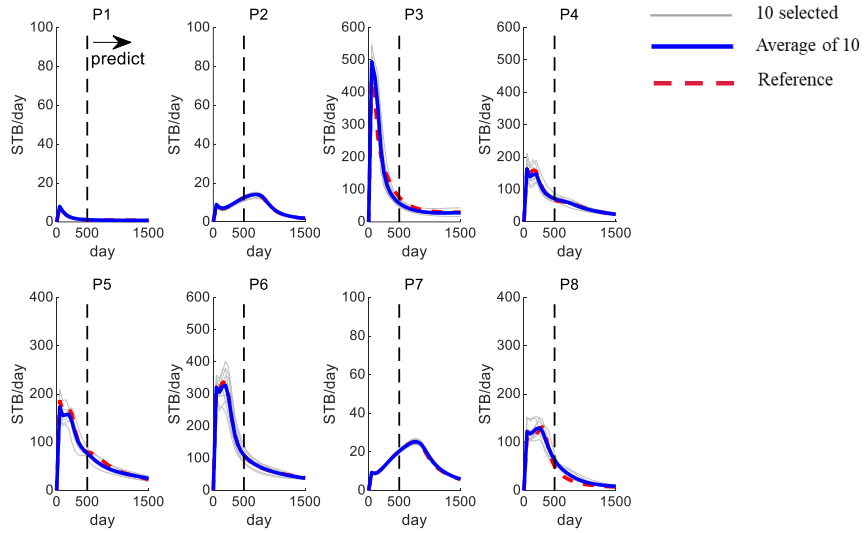 P1
P2
P3
P4
10 selected
Average of 10
Reference
predict
STB/day
100
80
60
40
20
0
0
500
1500
day
STB/day
100
80
60
40
20
0
0
500
1500
day
STB/day
600
500
400
300
200
100
0
0
500
1500
day
STB/day
600
500
400
300
200
100
0
0
500
1500
day
P5
P6
P7
P8
STB/day
400
300
200
100
0
0
500
1500
day
STB/day
600
500
400
300
200
100
0
0
500
1500
day
STB/day
100
80
60
40
20
0
0
500
1500
day
STB/day
400
300
200
100
0
0
500
1500
day